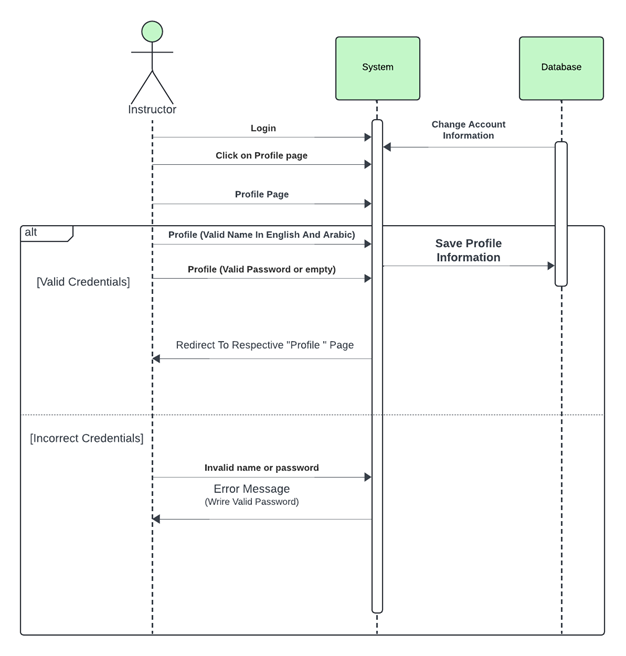 Instructor
System
Database
Login
Change Account
Information
Click on Profile page
Profile Page
alt
Profile (Valid Name In English And Arabic)
Save Profile
Information
Profile (Valid Password or empty)
[Valid Credentials]
Redirect To Respective "Profile " Page
[Incorrect Credentials]
Invalid name or password
Error Message
(Wrire Valid Password)